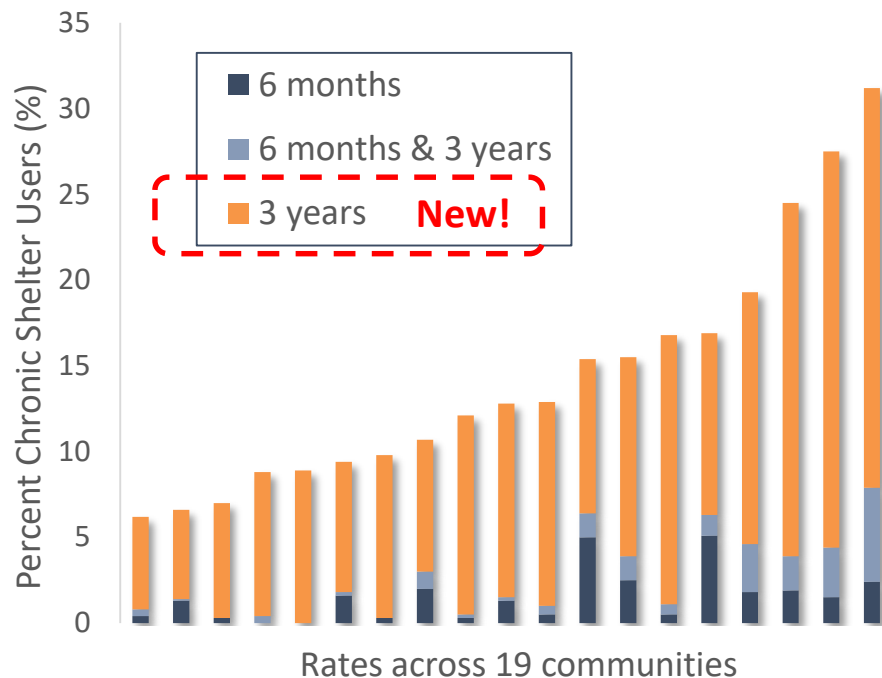 Percent Chronic Shelter Users (%)
35
30
25
20
15
10
5
0
6 months
6 months & 3 years
3 years New!
Rates across 19 communities